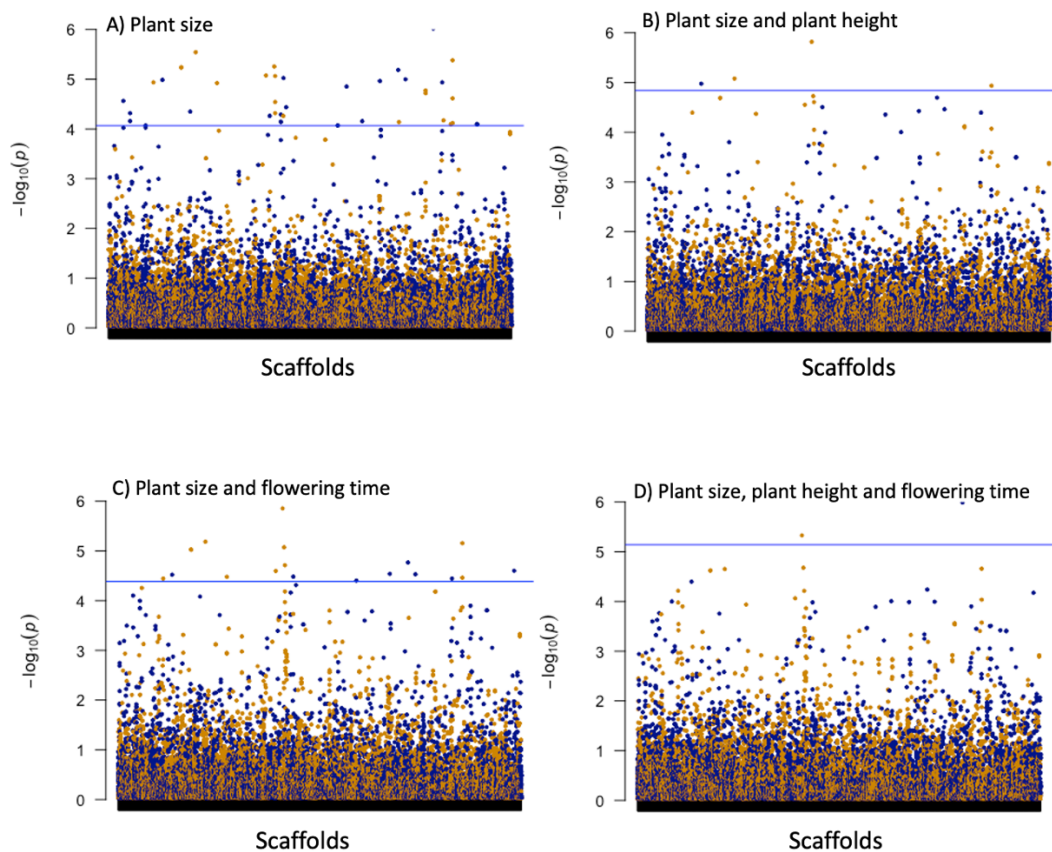 A) Plant size
6
5
4
3
2
1
0
−log10(p)
Scaffolds
B) Plant size and plant height
6
5
4
3
2
1
0
−log10(p)
Scaffolds
C) Plant size and flowering time
6
5
4
3
2
1
0
−log10(p)
Scaffolds
D) Plant size, plant height and flowering time
6
5
4
3
2
1
0
−log10(p)
Scaffolds